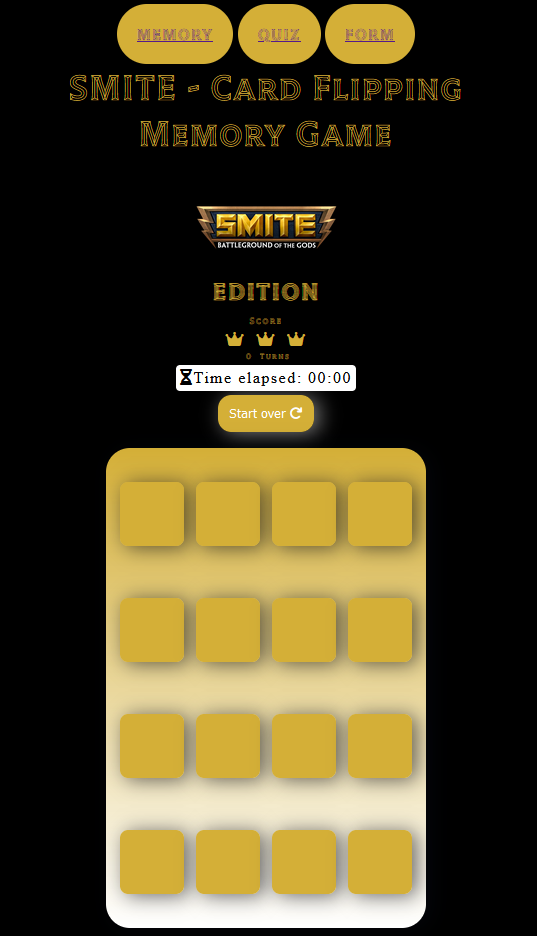 MEMORY QUIZ FORM
SMITE - Card Flipping
Memory Game
SMITE
BATTLEGROUND OF THE GODS
EDITION
Score
0 Turns
Time elapsed: 00:00
Start over